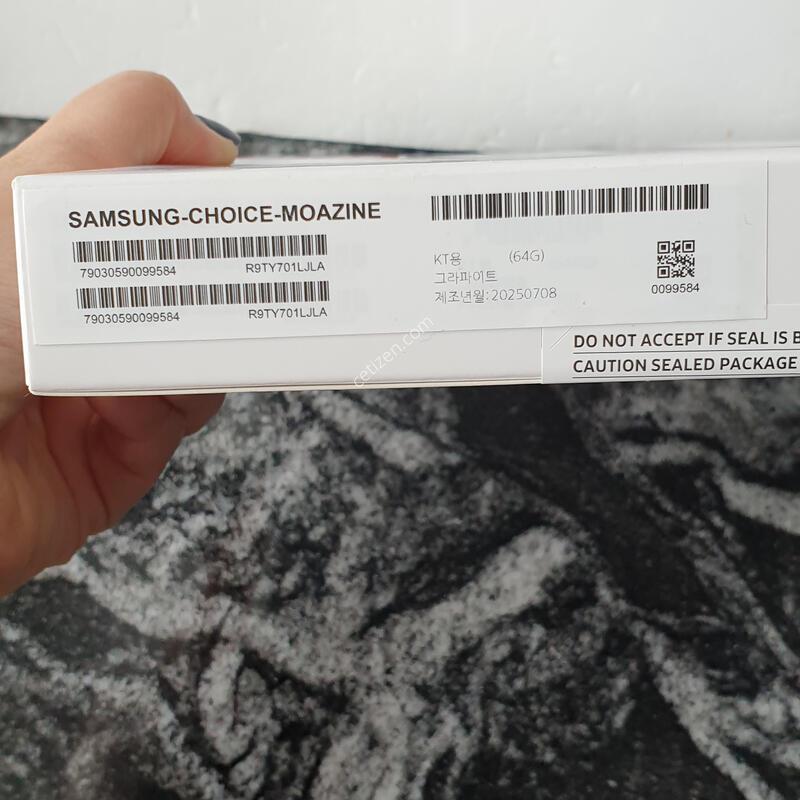 SAMSUNG-CHOICE-MOAZINE
79030590099584 R9TY701LJLA
79030590099584 R9TY701LJLA
KT용 (64G)
그라파이트
제조년월:20250708
0099584
DO NOT ACCEPT IF SEAL IS B
CAUTION SEALED PACKAGE
cetizen.com